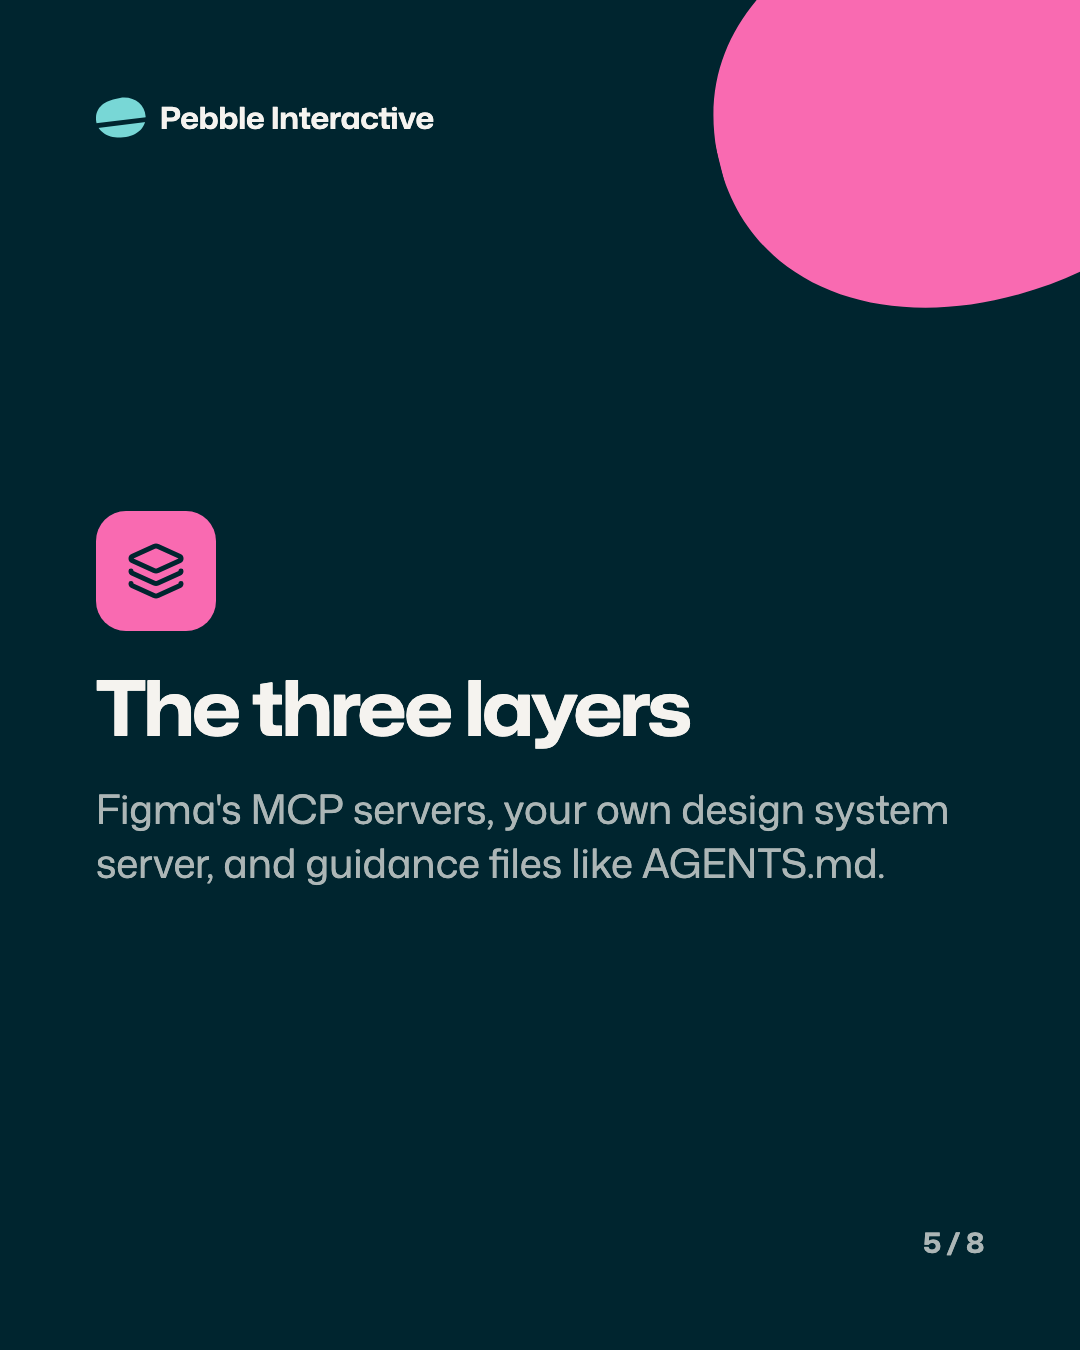 Pebble Interactive
The three layers
Figma's MCP servers, your own design system
server, and guidance files like AGENTS.md.
5 / 8